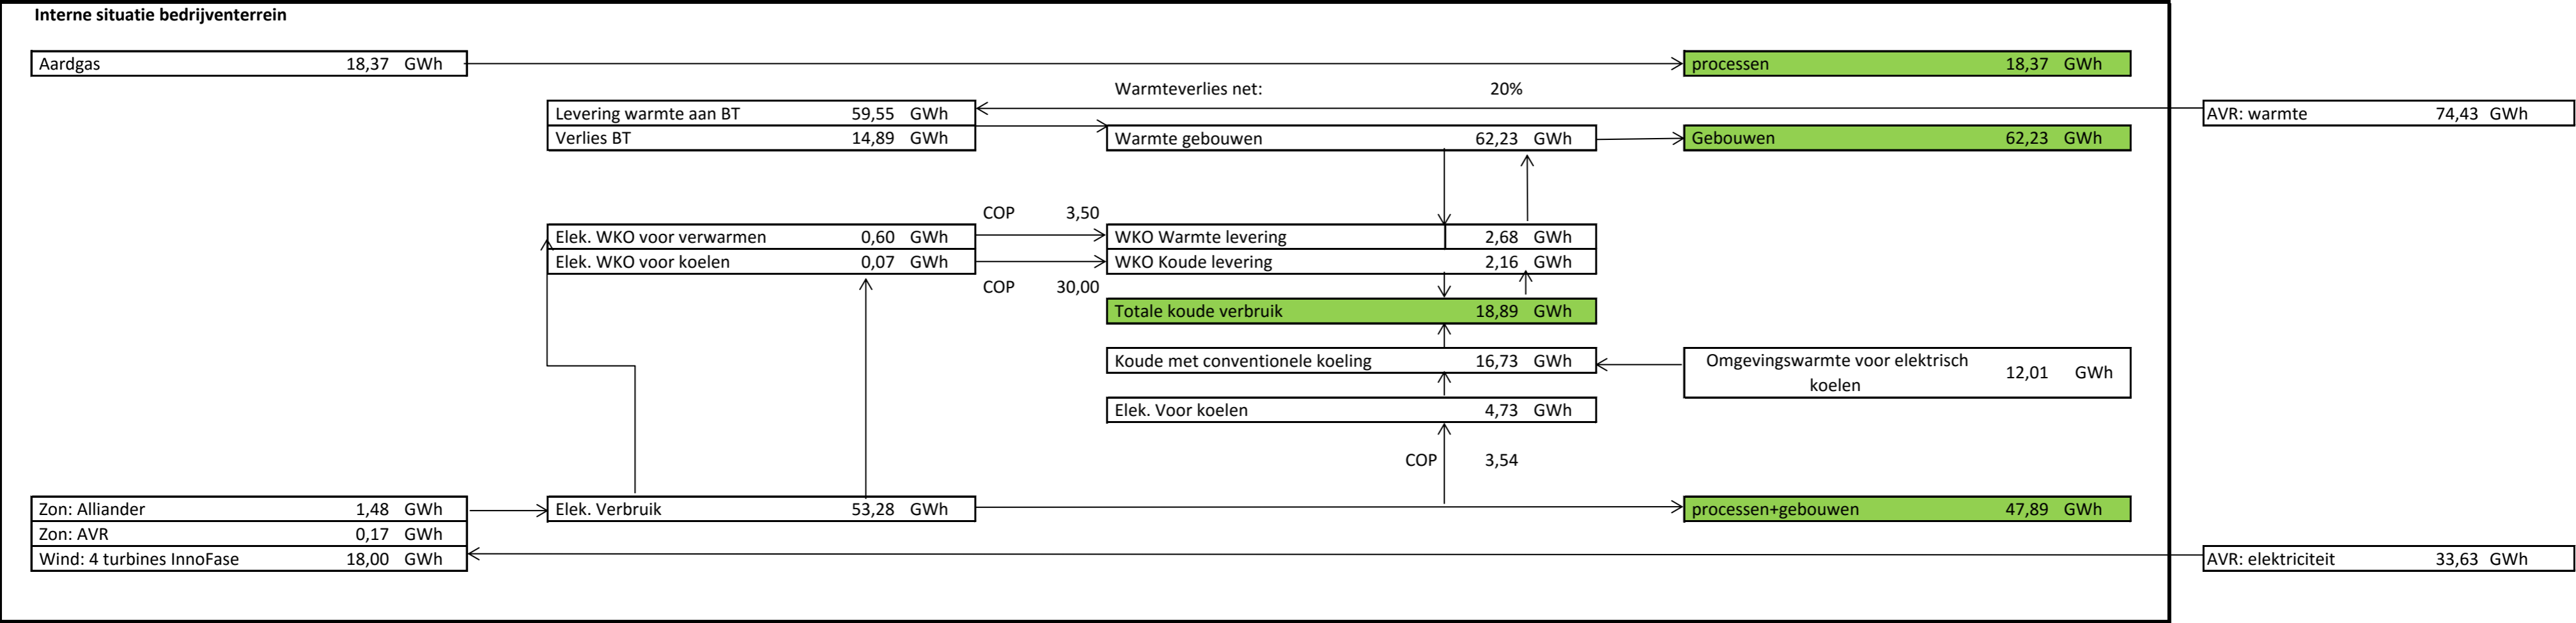 Interne situatie bedrijventerrein
Aardgas 18,37 GWh
processen 18,37 GWh
Warmteverlies net: 20%
Levering warmte aan BT 59,55 GWh
AVR: warmte 74,43 GWh
Verlies BT 14,89 GWh
Warmte gebouwen 62,23 GWh
Gebouwen 62,23 GWh
COP 3,50
Elek. WKO voor verwarmen 0,60 GWh
WKO Warmte levering 2,68 GWh
Elek. WKO voor koelen 0,07 GWh
WKO Koude levering 2,16 GWh
COP 30,00
Totale koude verbruik 18,89 GWh
Koude met conventionele koeling 16,73 GWh
Omgevingswarmte voor elektrisch
koelen 12,01 GWh
Elek. Voor koelen 4,73 GWh
COP 3,54
Zon: Alliander 1,48 GWh
Elek. Verbruik 53,28 GWh
processen+gebouwen 47,89 GWh
Zon: AVR 0,17 GWh
Wind: 4 turbines InnoFase 18,00 GWh
AVR: elektriciteit 33,63 GWh